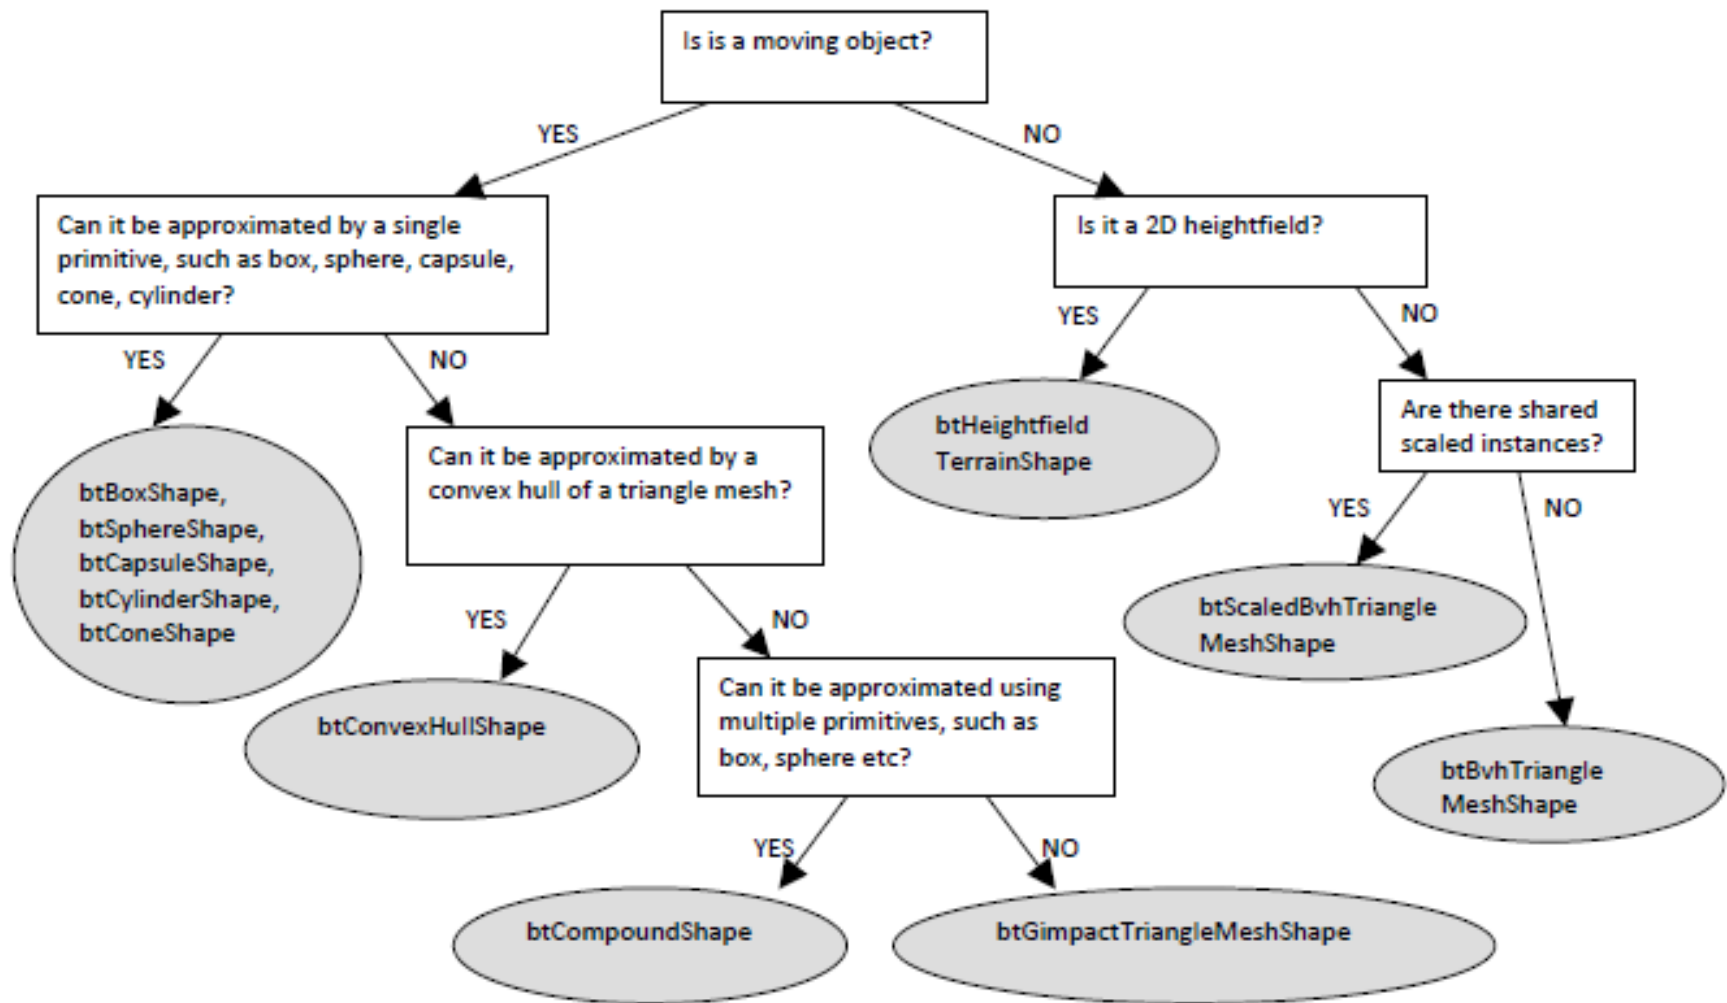 Is is a moving object?
YES
NO
Can it be approximated by a single
primitive, such as box, sphere, capsule,
cone, cylinder?
Is it a 2D heightfield?
YES
NO
YES
NO
btBoxShape,
btSphereShape,
btCapsuleShape,
btCylinderShape,
btConeShape
Can it be approximated by a
convex hull of a triangle mesh?
btHeightfield
TerrainShape
Are there shared
scaled instances?
YES
NO
YES
NO
btConvexHullShape
Can it be approximated using
multiple primitives, such as
box, sphere etc?
btScaledBvhTriangle
MeshShape
btBvhTriangle
MeshShape
YES
NO
btCompoundShape
btGimpactTriangleMeshShape